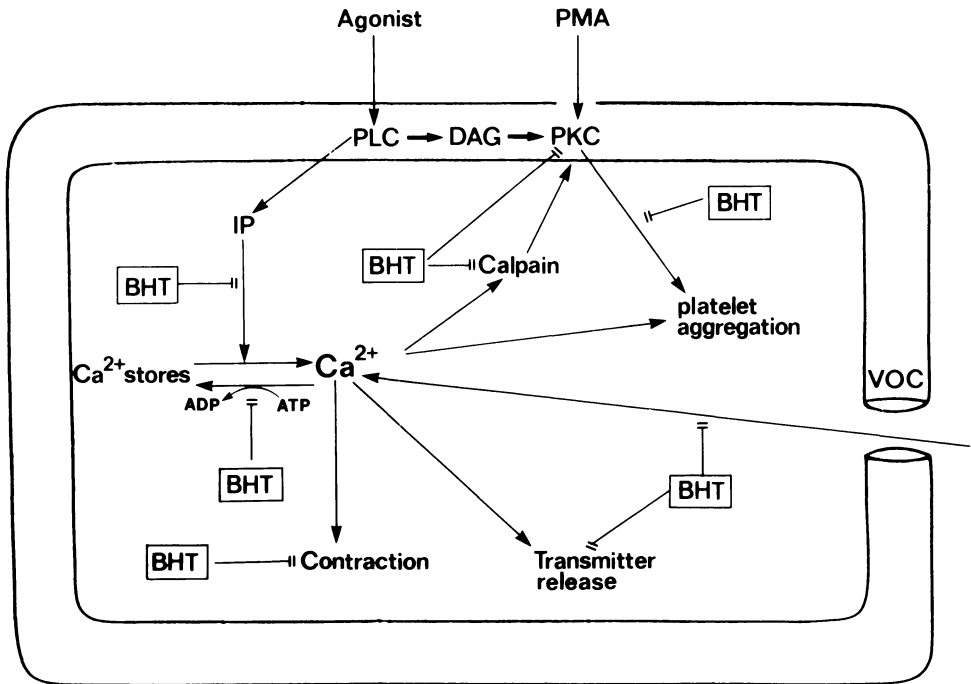 Agonist
PMA
PLC
DAG
PKC
IP
BHT
BHT
BHT
Calpain
platelet
aggregation
Ca²⁺ stores
Ca²⁺
VOC
ADP
ATP
BHT
BHT
BHT
Contraction
Transmitter
release